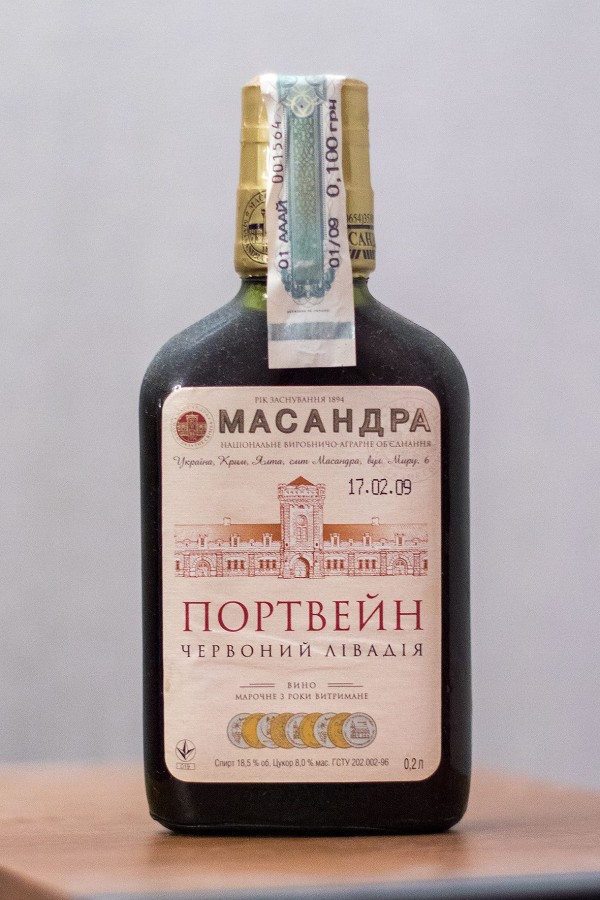 01 АААЙ 001564
01/09 0,100 грн
РІК ЗАСНУВАННЯ 1894
МАСАНДРА
НАЦІОНАЛЬНЕ ВИРОБНИЧО-АГРАРНЕ ОБ'ЄДНАННЯ
Україна, Крим, Ялта, смт Масандра, вул. Миру, 6
17.02.09
ПОРТВЕЙН
ЧЕРВОНИЙ ЛІВАДІЯ
ВИНО
МАРОЧНЕ 3 РОКИ ВИТРИМАНЕ
Спирт 18,5 % об. Цукор 8,0 % мас. ГСТУ 202.002-96 0,2 л